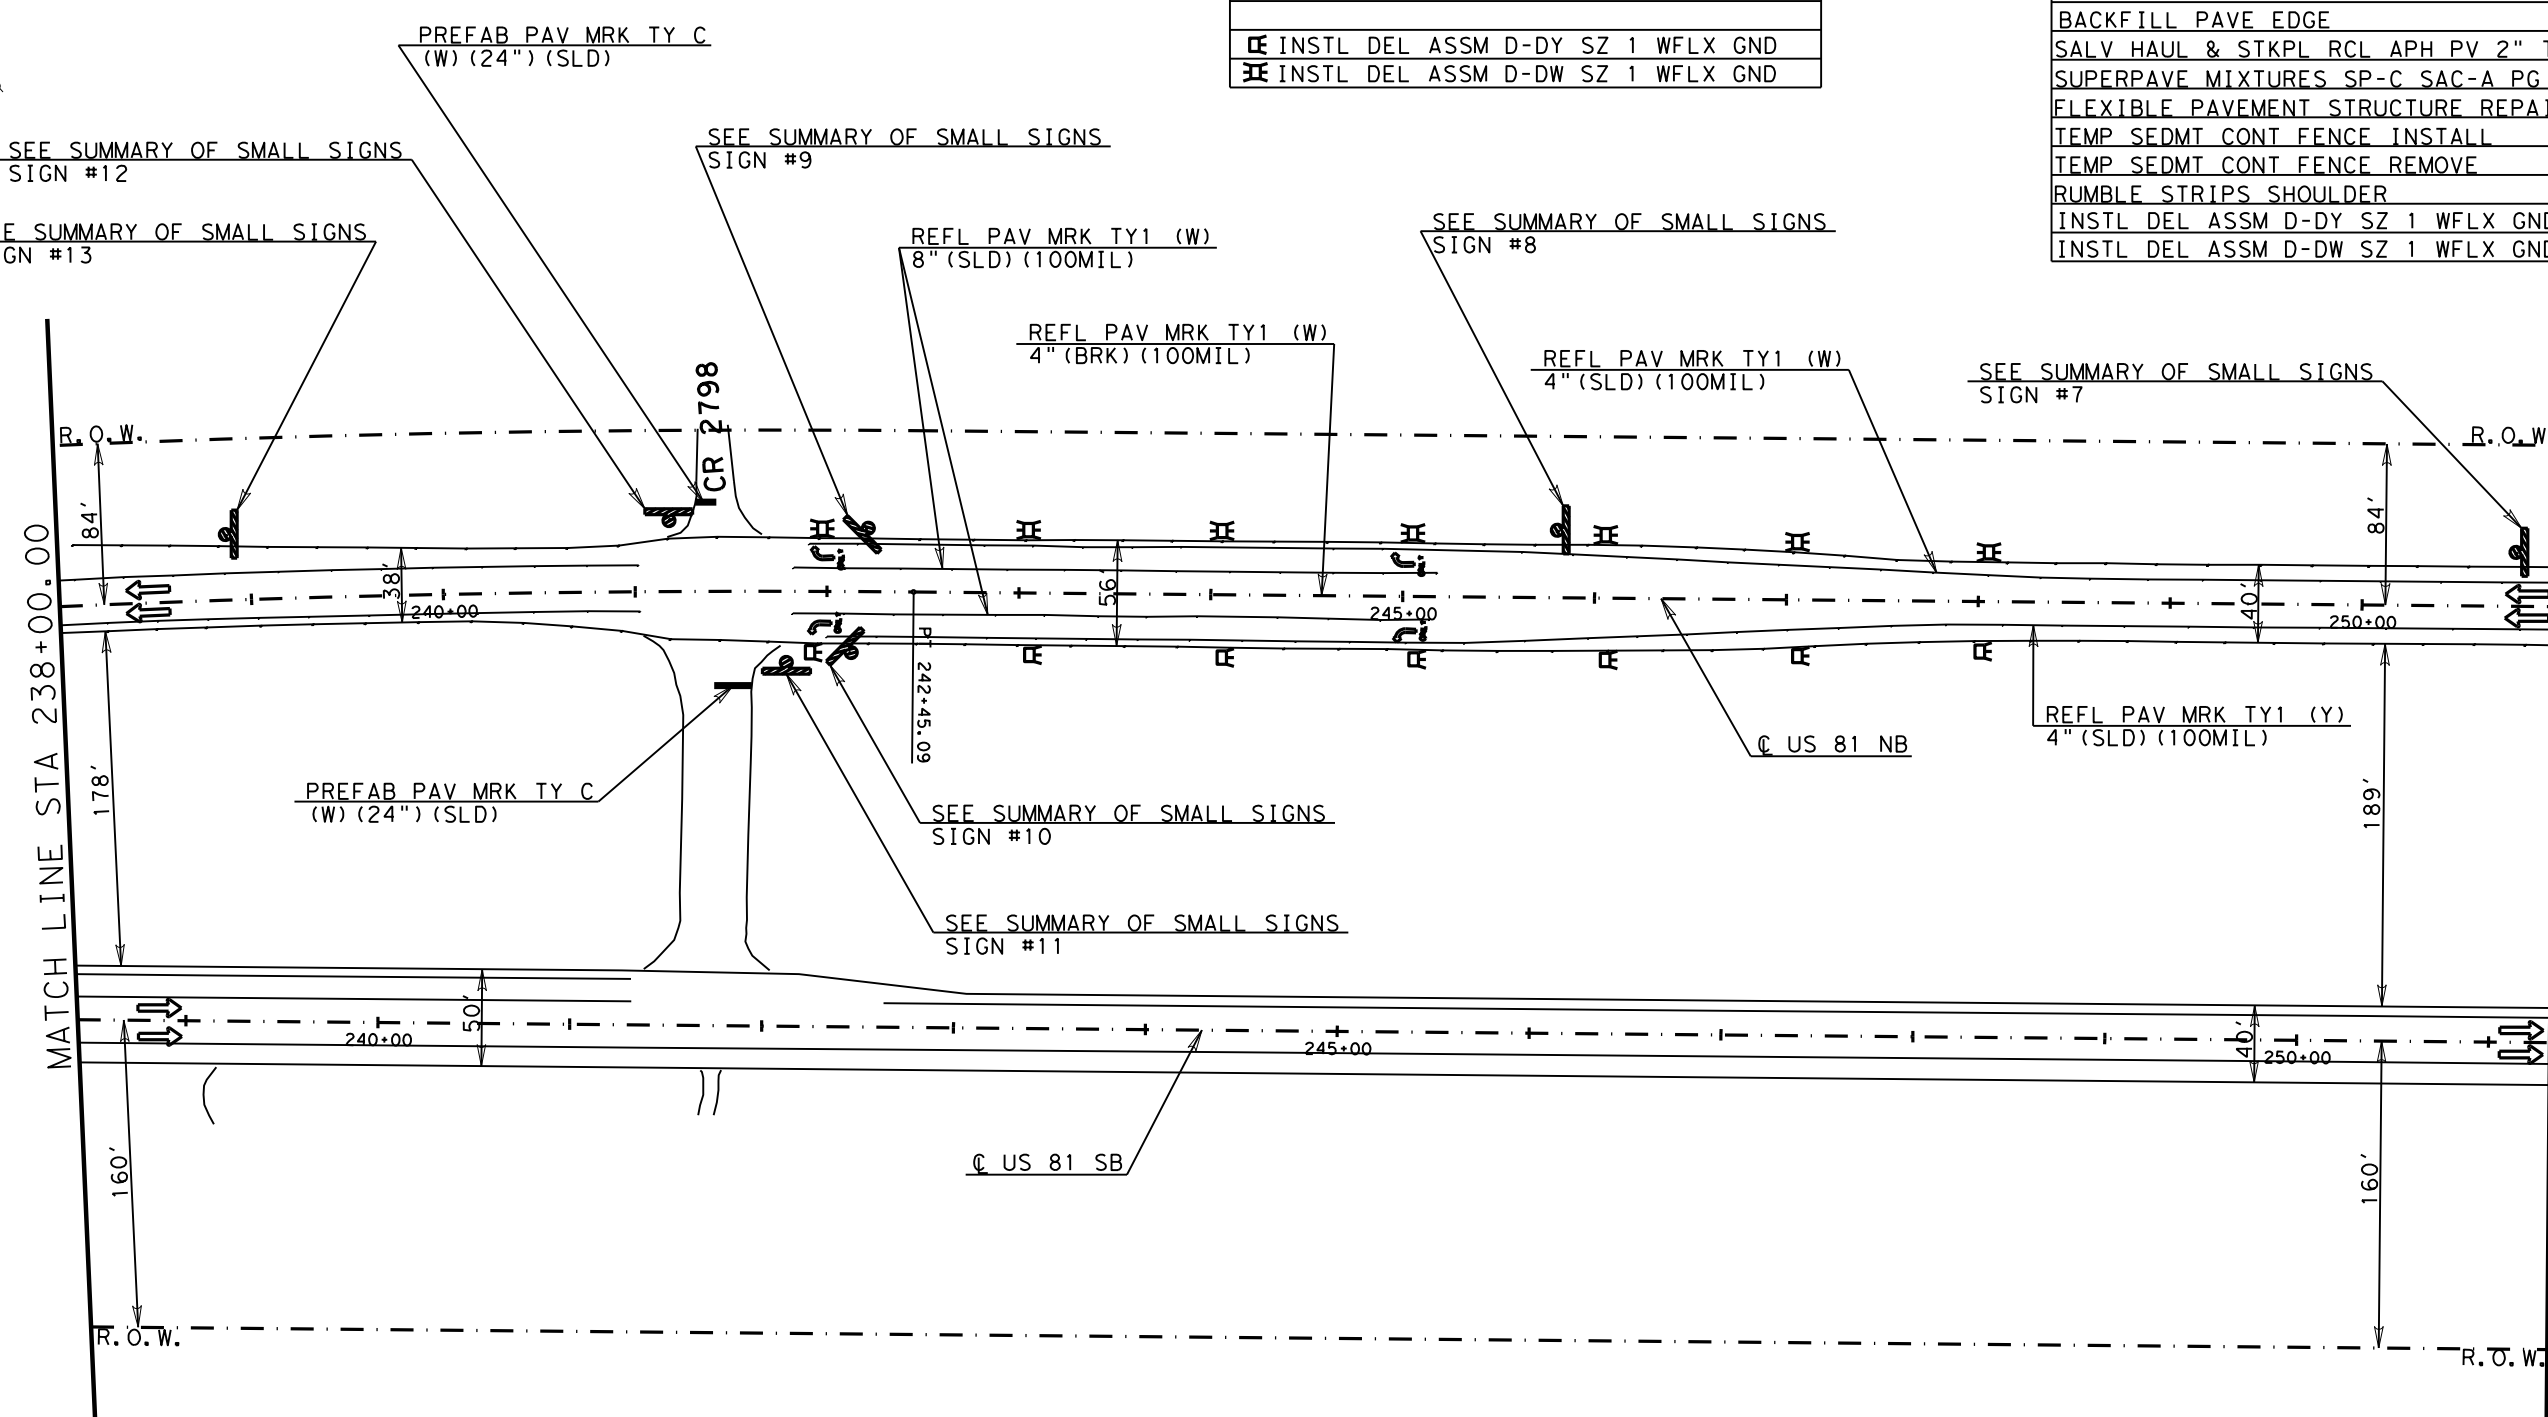 PREFAB PAV MRK TY C
(W)(24")(SLD)
INSTL DEL ASSM D-DY SZ 1 WFLX GND
INSTL DEL ASSM D-DW SZ 1 WFLX GND
BACKFILL PAVE EDGE
SALV HAUL & STKPL RCL APH PV 2"
SUPERPAVE MIXTURES SP-C SAC-A PG
FLEXIBLE PAVEMENT STRUCTURE REPAI
TEMP SEDMT CONT FENCE INSTALL
TEMP SEDMT CONT FENCE REMOVE
RUMBLE STRIPS SHOULDER
INSTL DEL ASSM D-DY SZ 1 WFLX GND
INSTL DEL ASSM D-DW SZ 1 WFLX GND
SEE SUMMARY OF SMALL SIGNS
SIGN #12
SEE SUMMARY OF SMALL SIGNS
SIGN #9
E SUMMARY OF SMALL SIGNS
GN #13
REFL PAV MRK TY1 (W)
8"(SLD)(100MIL)
SEE SUMMARY OF SMALL SIGNS
SIGN #8
REFL PAV MRK TY1 (W)
4"(BRK)(100MIL)
REFL PAV MRK TY1 (W)
4"(SLD)(100MIL)
SEE SUMMARY OF SMALL SIGNS
SIGN #7
CR 2798
R.O.W.
R.O.W
84'
84'
38'
56'
40'
240+00
245+00
250+00
PT 242+45.09
MATCH LINE STA 238+00.00
REFL PAV MRK TY1 (Y)
4"(SLD)(100MIL)
℄ US 81 NB
178'
189'
PREFAB PAV MRK TY C
(W)(24")(SLD)
SEE SUMMARY OF SMALL SIGNS
SIGN #10
SEE SUMMARY OF SMALL SIGNS
SIGN #11
50'
40'
240+00
245+00
250+00
℄ US 81 SB
160'
160'
R.O.W.
R.O.W.